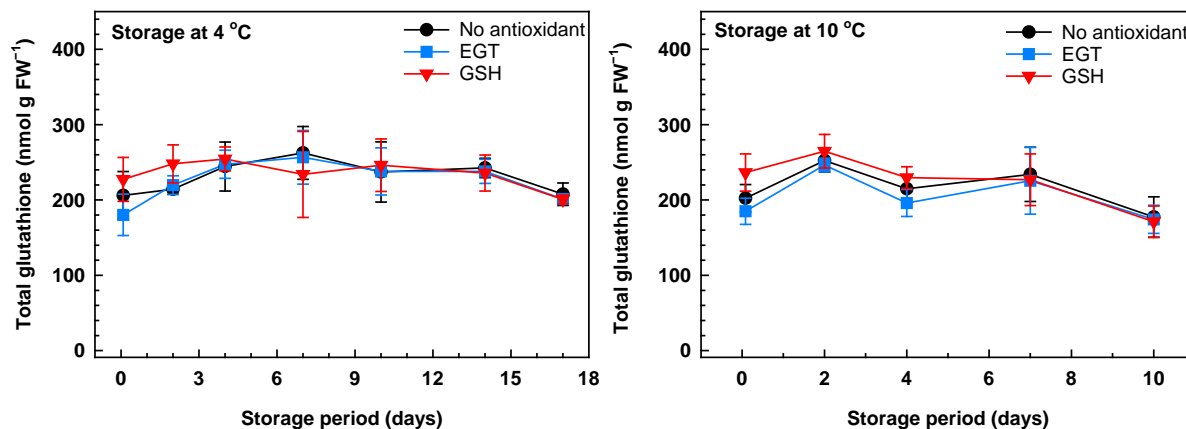 Storage at 4 °C
No antioxidant
EGT
GSH
400
300
200
100
0
Total glutathione (nmol g FW⁻¹)
0 3 6 9 12 15 18
Storage period (days)
Storage at 10 °C
No antioxidant
EGT
GSH
400
300
200
100
0
Total glutathione (nmol g FW⁻¹)
0 2 4 6 8 10
Storage period (days)